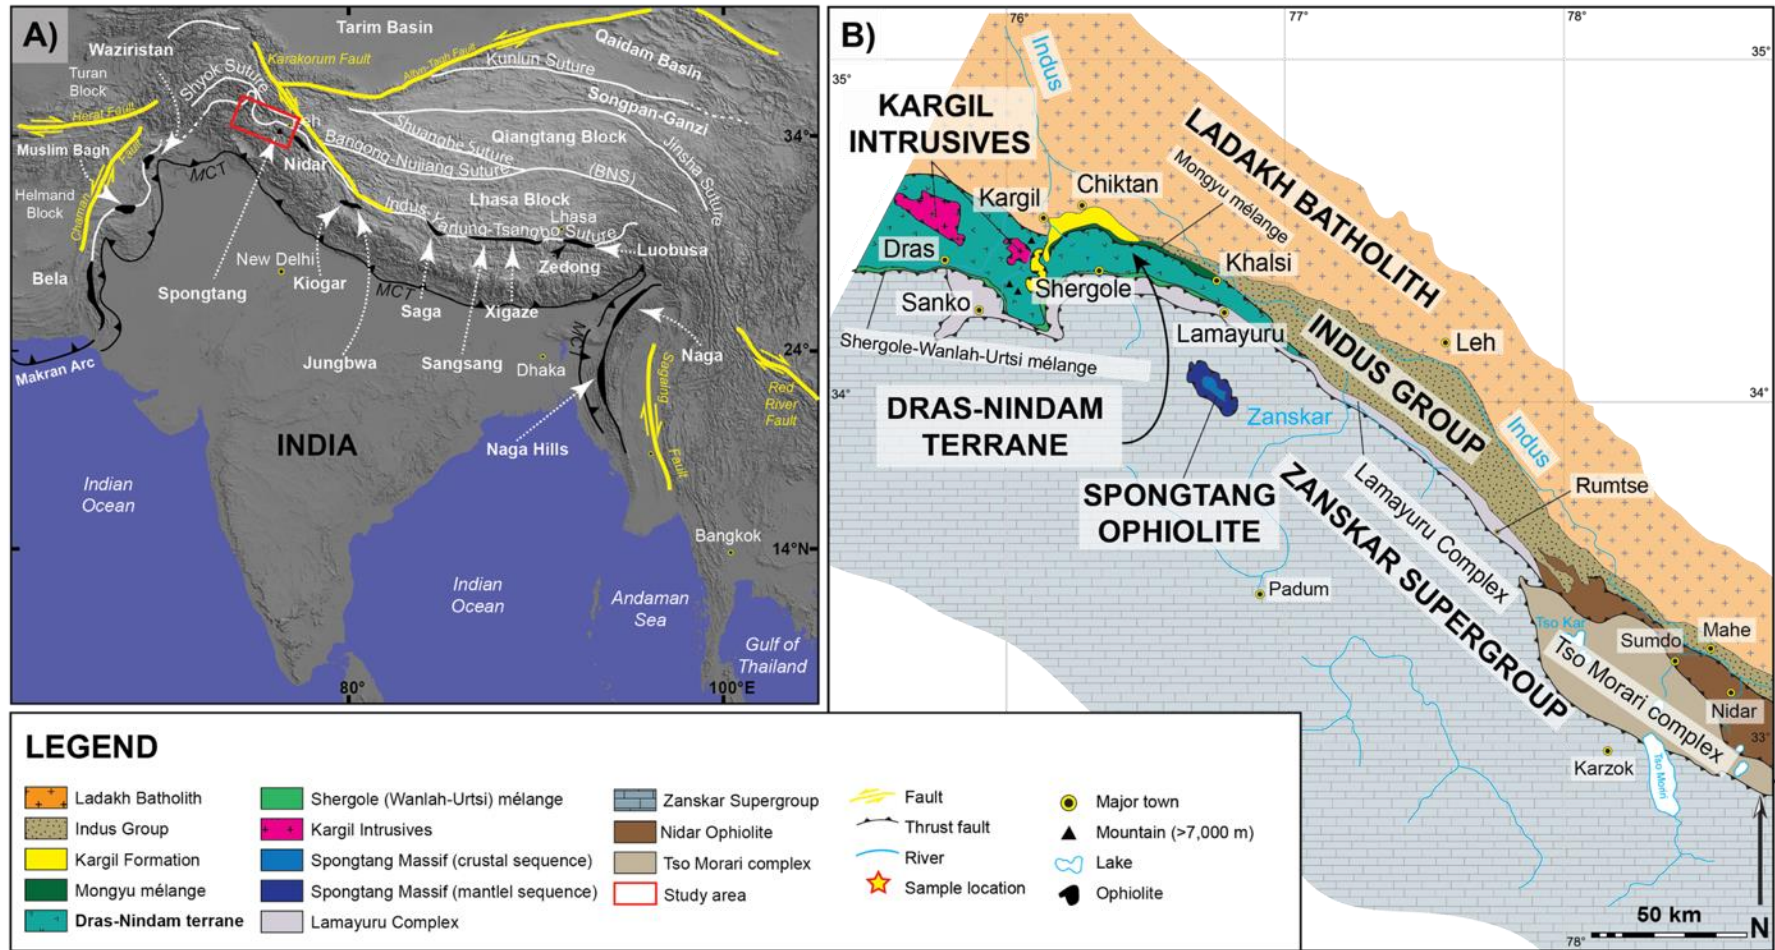 A)
Waziristan
Tarim Basin
Qaidam Basin
Karakorum Fault
Altyn Tagh Fault
Kunlun Suture
Turan
Block
Shyok Suture
Songpan-Ganzi
Herat Fault
Shuanghe Suture
Qiangtang Block
34°
Muslim Bagh
MCT
Nidar
Bangong-Nujiang Suture
(BNS)
Jinsha Suture
Chaman
Fault
Helmand
Block
Lhasa Block
Lhasa
Indus-Yarlung-Tsangbo Suture
Luobusa
Zedong
New Delhi
Bela
Spongtang
Kiogar
MCT
Saga
Xigaze
MCT
Makran Arc
Jungbwa
Sangsang
Dhaka
Naga
24°
Sagaing
Fault
Red
River
Fault
INDIA
Naga Hills
Indian
Ocean
Bangkok
14°N
Indian
Ocean
Andaman
Sea
Gulf of
Thailand
80°
100°E
B)
76°
77°
78°
35°
35°
Indus
KARGIL
INTRUSIVES
LADAKH BATHOLITH
Mongyu mélange
Kargil
Chiktan
Dras
Khalsi
Sanko
Shergole
Lamayuru
INDUS GROUP
Leh
Shergole-Wanlah-Urtsi mélange
34°
34°
DRAS-NINDAM
TERRANE
Zanskar
Indus
SPONGTANG
OPHIOLITE
ZANSKAR SUPERGROUP
Lamayuru Complex
Rumtse
Padum
Tso Kar
Sumdo
Mahe
Tso Morari complex
Nidar
33°
Karzok
Tso Moriri
50 km
N
78°
LEGEND
Ladakh Batholith
Indus Group
Kargil Formation
Mongyu mélange
Dras-Nindam terrane
Shergole (Wanlah-Urtsi) mélange
Kargil Intrusives
Spongtang Massif (crustal sequence)
Spongtang Massif (mantlel sequence)
Lamayuru Complex
Zanskar Supergroup
Nidar Ophiolite
Tso Morari complex
Study area
Fault
Thrust fault
River
Sample location
Major town
Mountain (>7,000 m)
Lake
Ophiolite